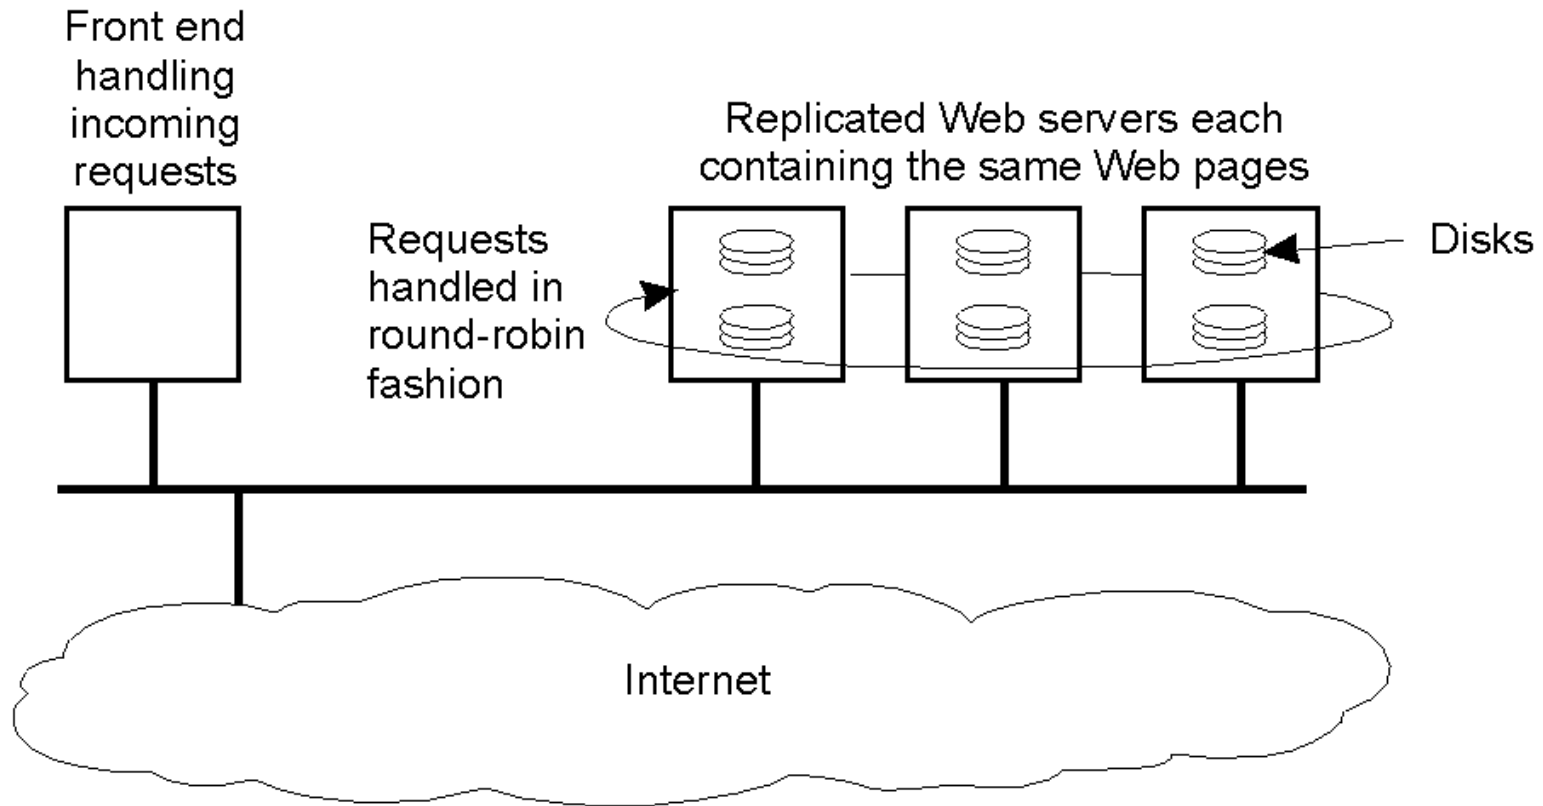 Front end
handling
incoming
requests
Replicated Web servers each
containing the same Web pages
Requests
handled in
round-robin
fashion
Disks
Internet